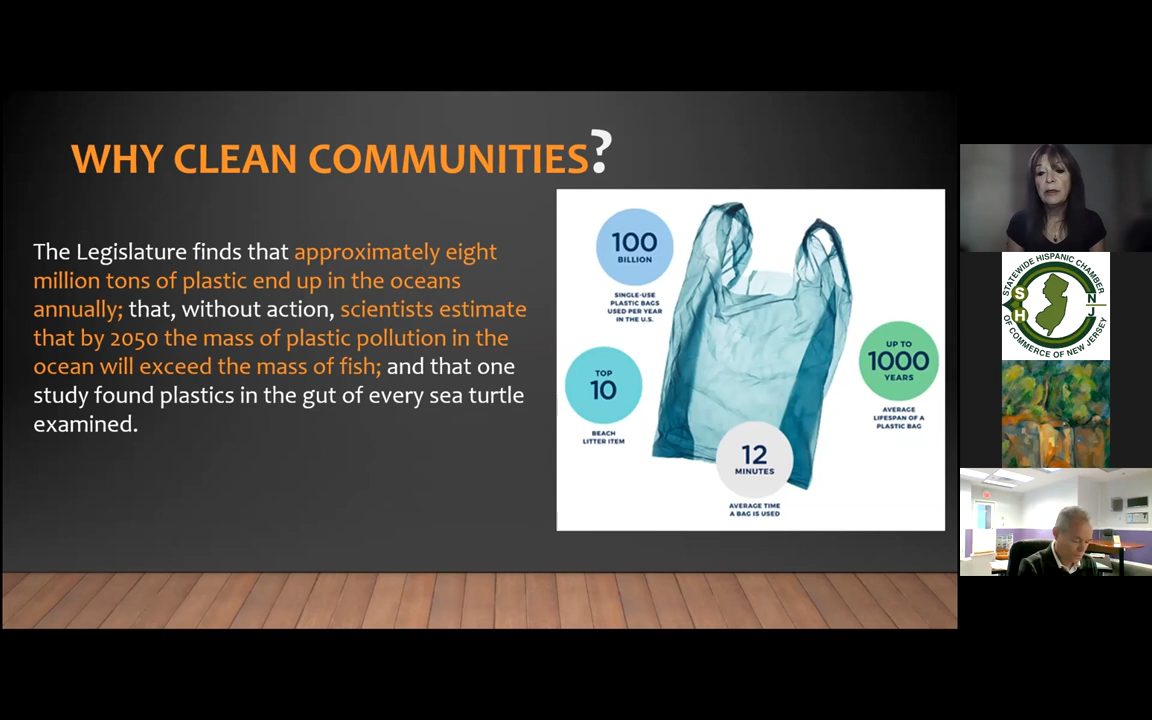 WHY CLEAN COMMUNITIES?
The Legislature finds that approximately eight
million tons of plastic end up in the oceans
annually; that, without action, scientists estimate
that by 2050 the mass of plastic pollution in the
ocean will exceed the mass of fish; and that one
study found plastics in the gut of every sea turtle
examined.
100
BILLION
SINGLE-USE
PLASTIC BAGS
USED PER YEAR
IN THE U.S.
TOP
10
BEACH
LITTER ITEM
UP TO
1000
YEARS
AVERAGE
LIFESPAN OF A
PLASTIC BAG
12
MINUTES
AVERAGE TIME
A BAG IS USED
STATEWIDE HISPANIC CHAMBER
S N
H J
OF COMMERCE OF NEW JERSEY